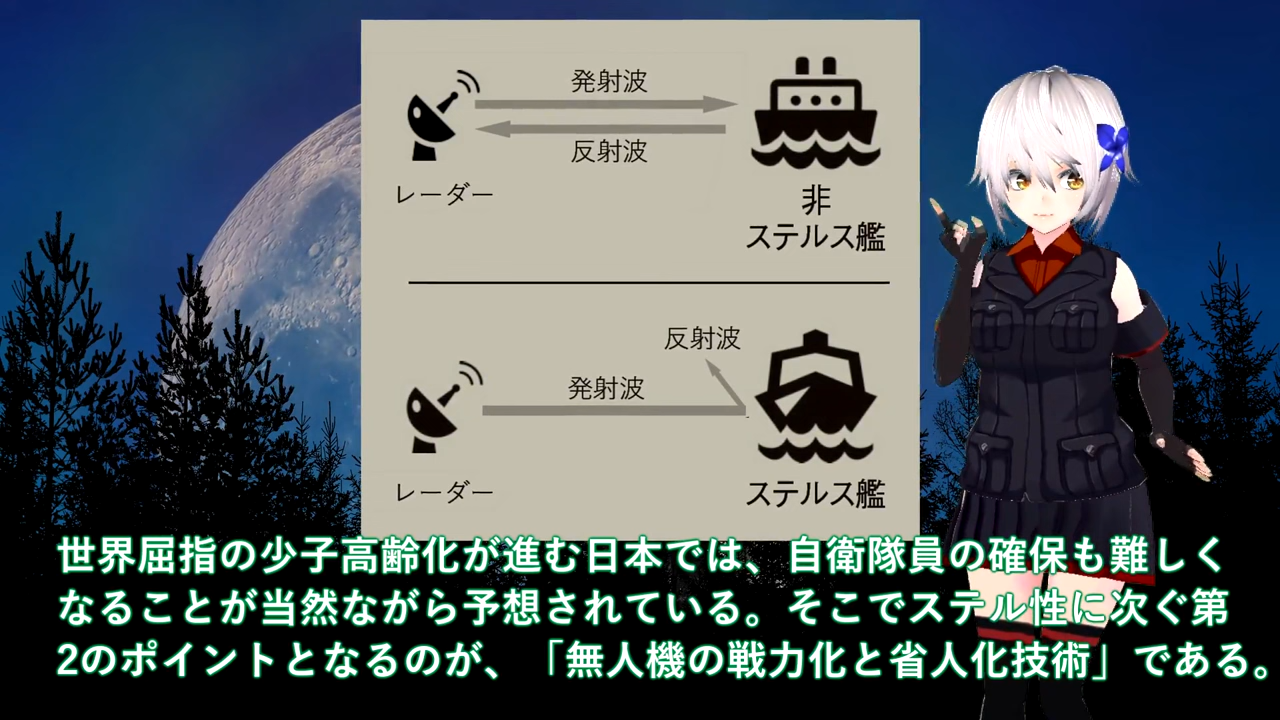 発射波
反射波
レーダー
非
ステルス艦
反射波
発射波
レーダー
ステルス艦
世界屈指の少子高齢化が進む日本では、自衛隊員の確保も難しく
なることが当然ながら予想されている。そこでステル性に次ぐ第
2のポイントとなるのが、「無人機の戦力化と省人化技術」である。